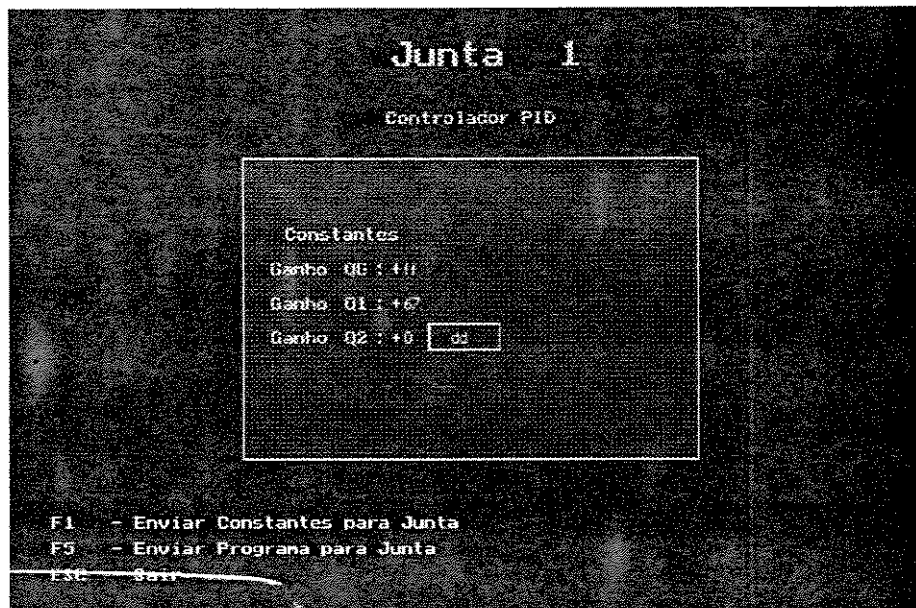 Junta 1
Controlador PID
Constantes
Ganho Q0 :
Ganho Q1 : +67
Ganho Q2 : +0
F1 - Enviar Constantes para Junta
F5 - Enviar Programa para Junta
ESC - Sair